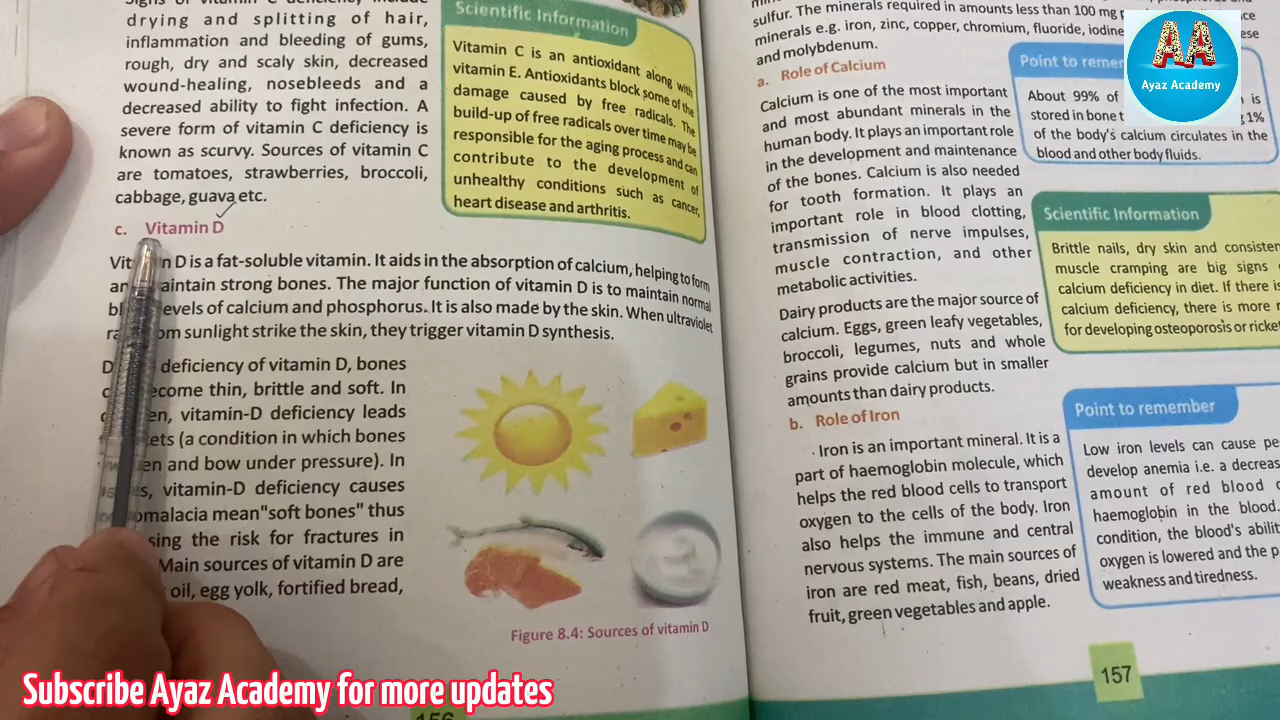 drying and splitting of hair,
inflammation and bleeding of gums,
rough, dry and scaly skin, decreased
wound-healing, nosebleeds and a
decreased ability to fight infection. A
severe form of vitamin C deficiency is
known as scurvy. Sources of vitamin C
are tomatoes, strawberries, broccoli,
cabbage, guava etc.
Scientific Information
Vitamin C is an antioxidant along with
vitamin E. Antioxidants block some of the
damage caused by free radicals. The
build-up of free radicals over time may be
responsible for the aging process and can
contribute to the development of
unhealthy conditions such as cancer,
heart disease and arthritis.
c. Vitamin D
D is a fat-soluble vitamin. It aids in the absorption of calcium, helping to form
strong bones. The major function of vitamin D is to maintain normal
levels of calcium and phosphorus. It is also made by the skin. When ultraviolet
sunlight strike the skin, they trigger vitamin D synthesis.
deficiency of vitamin D, bones
thin, brittle and soft. In
vitamin-D deficiency leads
(a condition in which bones
and bow under pressure). In
vitamin-D deficiency causes
mean"soft bones" thus
the risk for fractures in
Main sources of vitamin D are
oil, egg yolk, fortified bread,
Figure 8.4: Sources of vitamin D
sulfur. The minerals required in amounts less than 100 mg
minerals e.g. iron, zinc, copper, chromium, fluoride, iodine
and molybdenum.
a. Role of Calcium
Calcium is one of the most important
and most abundant minerals in the
human body. It plays an important role
in the development and maintenance
of the bones. Calcium is also needed
for tooth formation. It plays an
important role in blood clotting,
transmission of nerve impulses,
muscle contraction, and other
metabolic activities.
Dairy products are the major source of
calcium. Eggs, green leafy vegetables,
broccoli, legumes, nuts and whole
grains provide calcium but in smaller
amounts than dairy products.
b. Role of Iron
Iron is an important mineral. It is a
part of haemoglobin molecule, which
helps the red blood cells to transport
oxygen to the cells of the body. Iron
also helps the immune and central
nervous systems. The main sources of
iron are red meat, fish, beans, dried
fruit, green vegetables and apple.
Point to
About 99% of is
stored in bone 1%
of the body's calcium circulates in the
blood and other body fluids.
Scientific Information
Brittle nails, dry skin and
muscle cramping are big signs
calcium deficiency in diet. If there is
calcium deficiency, there is more
for developing osteoporosis or
Point to remember
Low iron levels can cause
develop anemia i.e. a
amount of red blood
haemoglobin in the blood.
condition, the blood's
oxygen is lowered and the
weakness and tiredness.
157
AA
Ayaz Academy
Subscribe Ayaz Academy for more updates